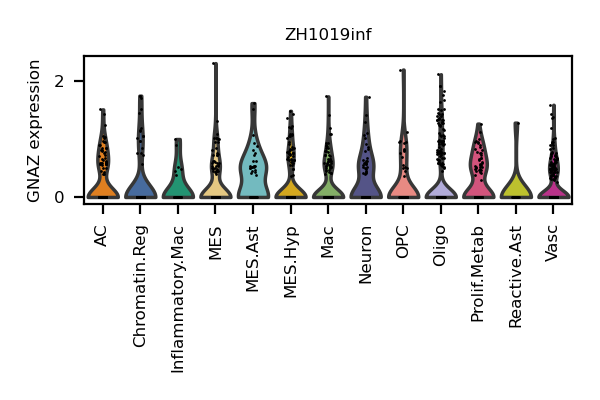 ZH1019inf
GNAZ expression
2
0
AC
Chromatin.Reg
Inflammatory.Mac
MES
MES.Ast
MES.Hyp
Mac
Neuron
OPC
Oligo
Prolif.Metab
Reactive.Ast
Vasc